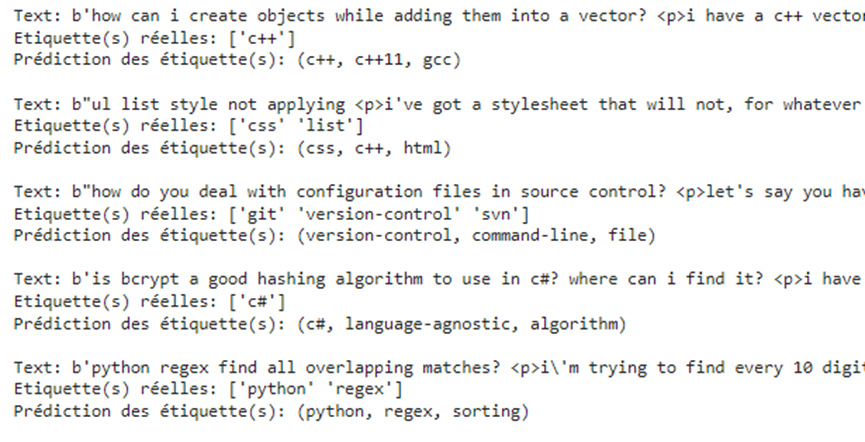 Text: b'how can i create objects while adding them into a vector? <p>i have a c++ vector
Etiquette(s) réelles: ['c++']
Prédiction des étiquette(s): (c++, c++11, gcc)
Text: b"ul list style not applying <p>i've got a stylesheet that will not, for whatever
Etiquette(s) réelles: ['css' 'list']
Prédiction des étiquette(s): (css, c++, html)
Text: b"how do you deal with configuration files in source control? <p>let's say you hav
Etiquette(s) réelles: ['git' 'version-control' 'svn']
Prédiction des étiquette(s): (version-control, command-line, file)
Text: b'is bcrypt a good hashing algorithm to use in c#? where can i find it? <p>i have
Etiquette(s) réelles: ['c#']
Prédiction des étiquette(s): (c#, language-agnostic, algorithm)
Text: b'python regex find all overlapping matches? <p>i\'m trying to find every 10 digit
Etiquette(s) réelles: ['python' 'regex']
Prédiction des étiquette(s): (python, regex, sorting)